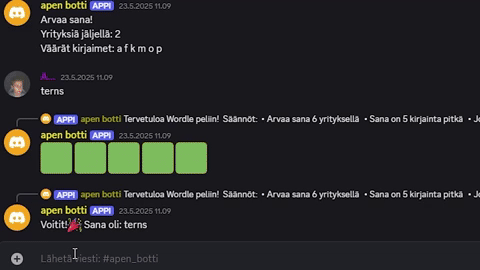 apen botti APPI 23.5.2025 11.09
Arvaa sana!
Yrityksiä jäljellä: 2
Väärät kirjaimet: a f k m o p
23.5.2025 11.09
terns
APPI apen botti Tervetuloa Wordle peliin! Säännöt: • Arvaa sana 6 yrityksellä • Sana on 5 kirjainta pitkä •
apen botti APPI 23.5.2025 11.09
APPI apen botti Tervetuloa Wordle peliin! Säännöt: • Arvaa sana 6 yrityksellä • Sana on 5 kirjainta pitkä •
apen botti APPI 23.5.2025 11.09
Voitit! Sana oli: terns
Lähetä viesti: #apen_botti